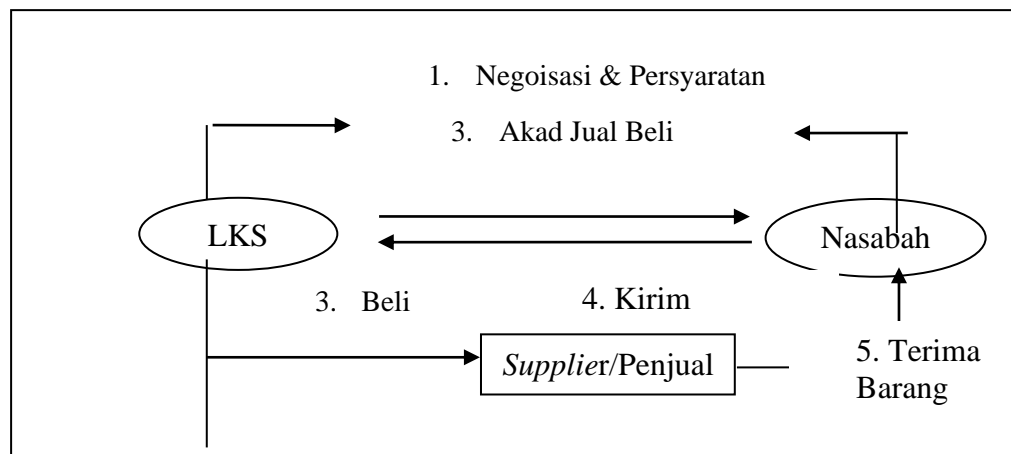 1. Negoisasi & Persyaratan
3. Akad Jual Beli
LKS
Nasabah
3. Beli
4. Kirim
Supplier/Penjual
5. Terima
Barang